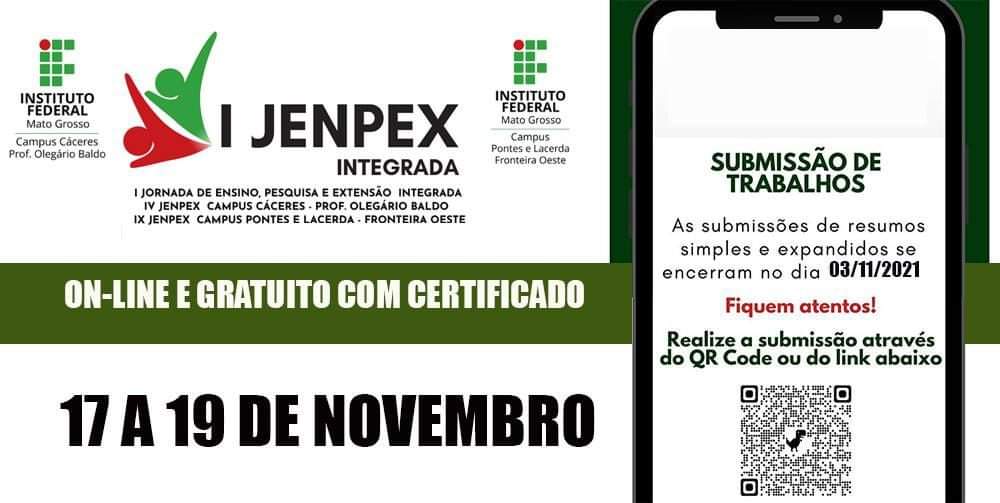 INSTITUTO
FEDERAL
Mato Grosso
Campus Cáceres
Prof. Olegário Baldo
I JENPEX
INTEGRADA
I JORNADA DE ENSINO, PESQUISA E EXTENSÃO INTEGRADA
IV JENPEX CAMPUS CÁCERES - PROF. OLEGÁRIO BALDO
IX JENPEX CAMPUS PONTES E LACERDA - FRONTEIRA OESTE
INSTITUTO
FEDERAL
Mato Grosso
Campus
Pontes e Lacerda
Fronteira Oeste
ON-LINE E GRATUITO COM CERTIFICADO
17 A 19 DE NOVEMBRO
SUBMISSÃO DE
TRABALHOS
As submissões de resumos
simples e expandidos se
encerram no dia 03/11/2021
Fiquem atentos!
Realize a submissão através
do QR Code ou do link abaixo